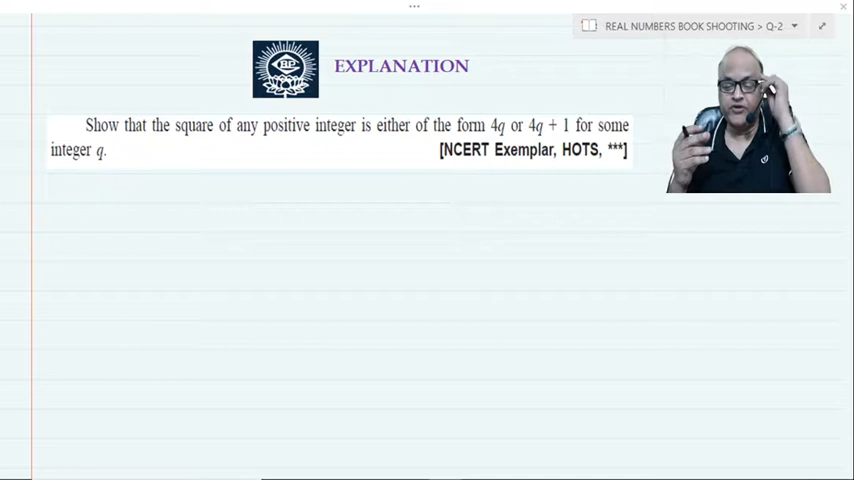 ...
×
REAL NUMBERS BOOK SHOOTING > Q-2
CBC
EXPLANATION
Show that the square of any positive integer is either of the form 4q or 4q + 1 for some
integer q.
[NCERT Exemplar, HOTS, ***]